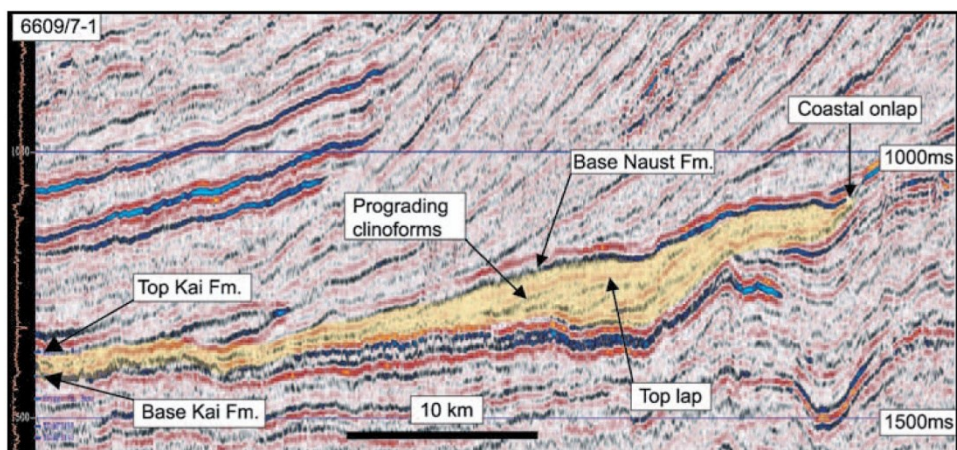 6609/7-1
Coastal onlap
1000ms
Base Naust Fm.
Prograding
clinoforms
Top Kai Fm.
Top lap
Base Kai Fm.
10 km
1500ms